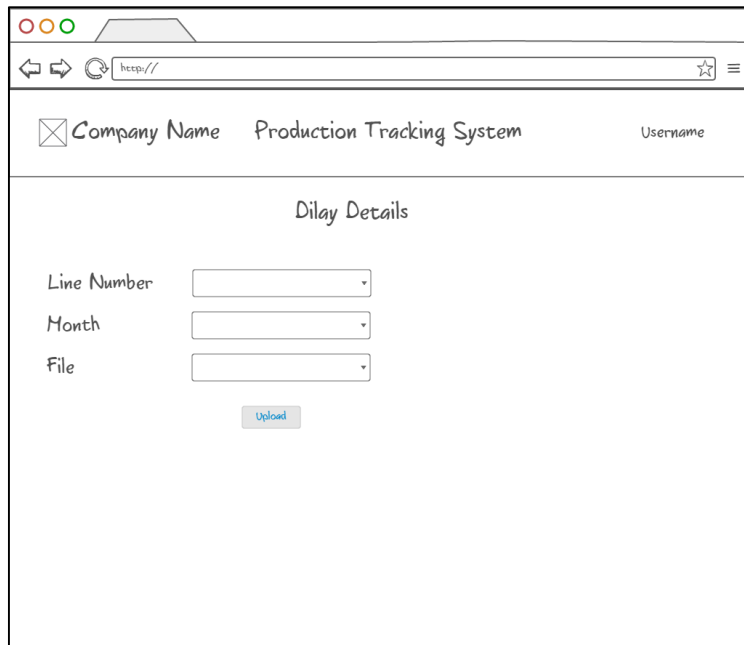 http://
Company Name Production Tracking System Username
Dilay Details
Line Number
Month
File
Upload